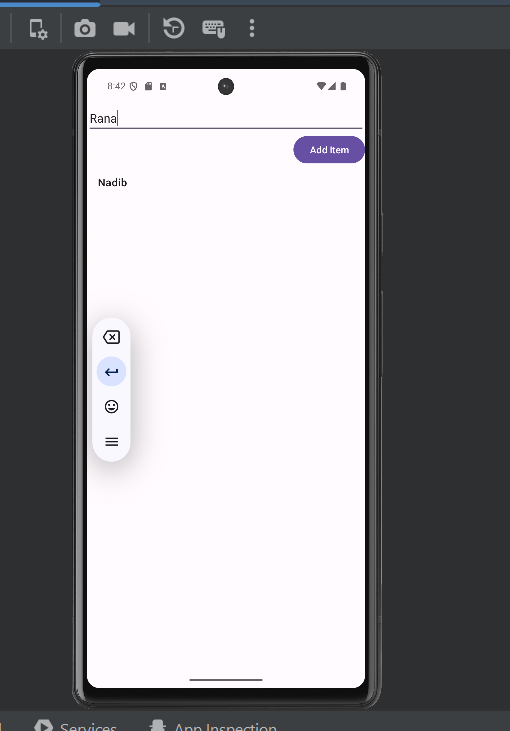 8:42
Rana
Add Item
Nadib
Services
App Inspection